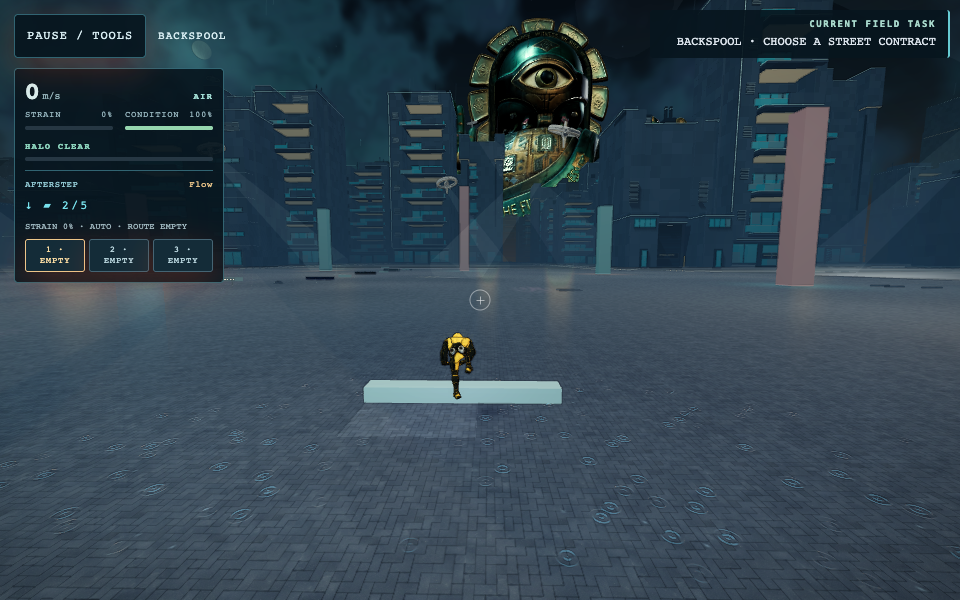 PAUSE / TOOLS
BACKSPOOL
CURRENT FIELD TASK
BACKSPOOL · CHOOSE A STREET CONTRACT
0 m/s
AIR
STRAIN 0%
CONDITION 100%
HALO CLEAR
AFTERSTEP
Flow
↓ ▰ 2/5
STRAIN 0% · AUTO · ROUTE EMPTY
1 ·
EMPTY
2 ·
EMPTY
3 ·
EMPTY